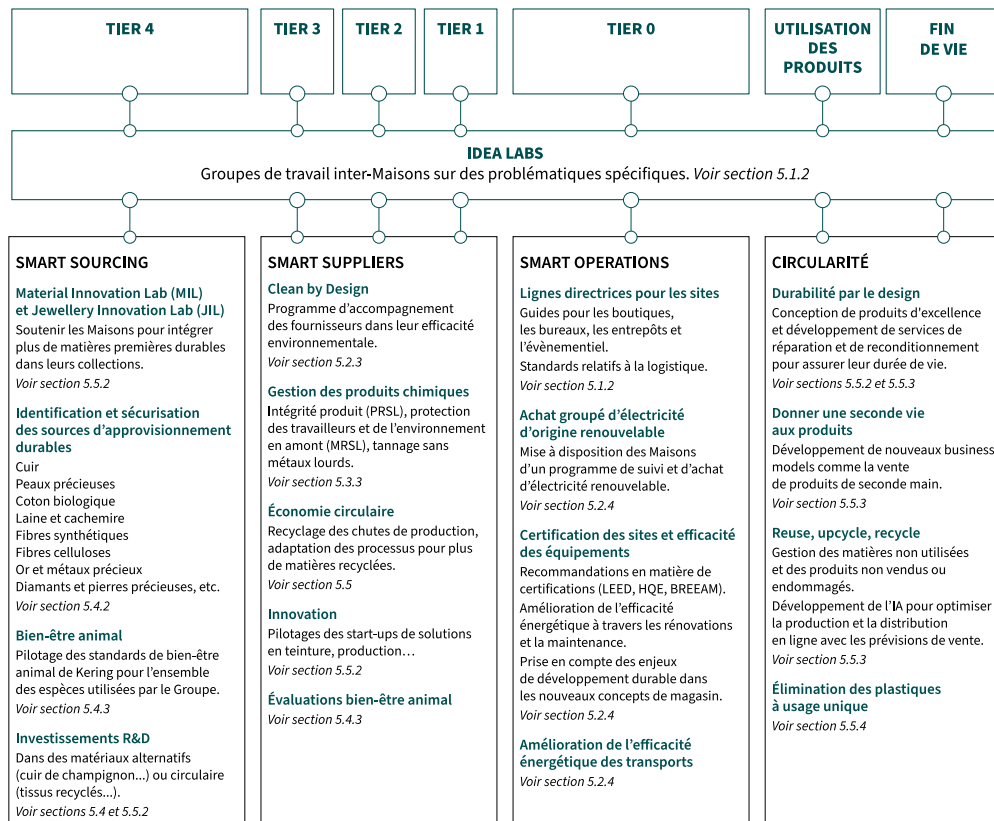 TIER 4
TIER 3
TIER 2
TIER 1
TIER 0
UTILISATION
DES
PRODUITS
FIN
DE VIE
IDEA LABS
Groupes de travail inter-Maisons sur des problématiques spécifiques. Voir section 5.1.2
SMART SOURCING
Material Innovation Lab (MIL)
et Jewellery Innovation Lab (JIL)
Soutenir les Maisons pour intégrer
plus de matières premières durables
dans leurs collections.
Voir section 5.5.2
Identification et sécurisation
des sources d'approvisionnement
durables
Cuir
Peaux précieuses
Coton biologique
Laine et cachemire
Fibres synthétiques
Fibres celluloses
Or et métaux précieux
Diamants et pierres précieuses, etc.
Voir section 5.4.2
Bien-être animal
Pilotage des standards de bien-être
animal de Kering pour l'ensemble
des espèces utilisées par le Groupe.
Voir section 5.4.3
Investissements R&D
Dans des matériaux alternatifs
(cuir de champignon...) ou circulaire
(tissus recyclés...).
Voir sections 5.4 et 5.5.2
SMART SUPPLIERS
Clean by Design
Programme d'accompagnement
des fournisseurs dans leur efficacité
environnementale.
Voir section 5.2.3
Gestion des produits chimiques
Intégrité produit (PRSL), protection
des travailleurs et de l'environnement
en amont (MRSL), tannage sans
métaux lourds.
Voir section 5.3.3
Économie circulaire
Recyclage des chutes de production,
adaptation des processus pour plus
de matières recyclées.
Voir section 5.5
Innovation
Pilotages des start-ups de solutions
en teinture, production…
Voir section 5.5.2
Évaluations bien-être animal
Voir section 5.4.3
SMART OPERATIONS
Lignes directrices pour les sites
Guides pour les boutiques,
les bureaux, les entrepôts et
l'évènementiel.
Standards relatifs à la logistique.
Voir section 5.1.2
Achat groupé d'électricité
d'origine renouvelable
Mise à disposition des Maisons
d'un programme de suivi et d'achat
d'électricité renouvelable.
Voir section 5.2.4
Certification des sites et efficacité
des équipements
Recommandations en matière de
certifications (LEED, HQE, BREEAM).
Amélioration de l'efficacité
énergétique à travers les rénovations
et la maintenance.
Prise en compte des enjeux
de développement durable dans
les nouveaux concepts de magasin.
Voir section 5.2.4
Amélioration de l'efficacité
énergétique des transports
Voir section 5.2.4
CIRCULARITÉ
Durabilité par le design
Conception de produits d'excellence
et développement de services de
réparation et de reconditionnement
pour assurer leur durée de vie.
Voir sections 5.5.2 et 5.5.3
Donner une seconde vie
aux produits
Développement de nouveaux business
models comme la vente
de produits de seconde main.
Voir section 5.5.3
Reuse, upcycle, recycle
Gestion des matières non utilisées
et des produits non vendus ou
endommagés.
Développement de l'IA pour optimiser
la production et la distribution
en ligne avec les prévisions de vente.
Voir section 5.5.3
Élimination des plastiques
à usage unique
Voir section 5.5.4